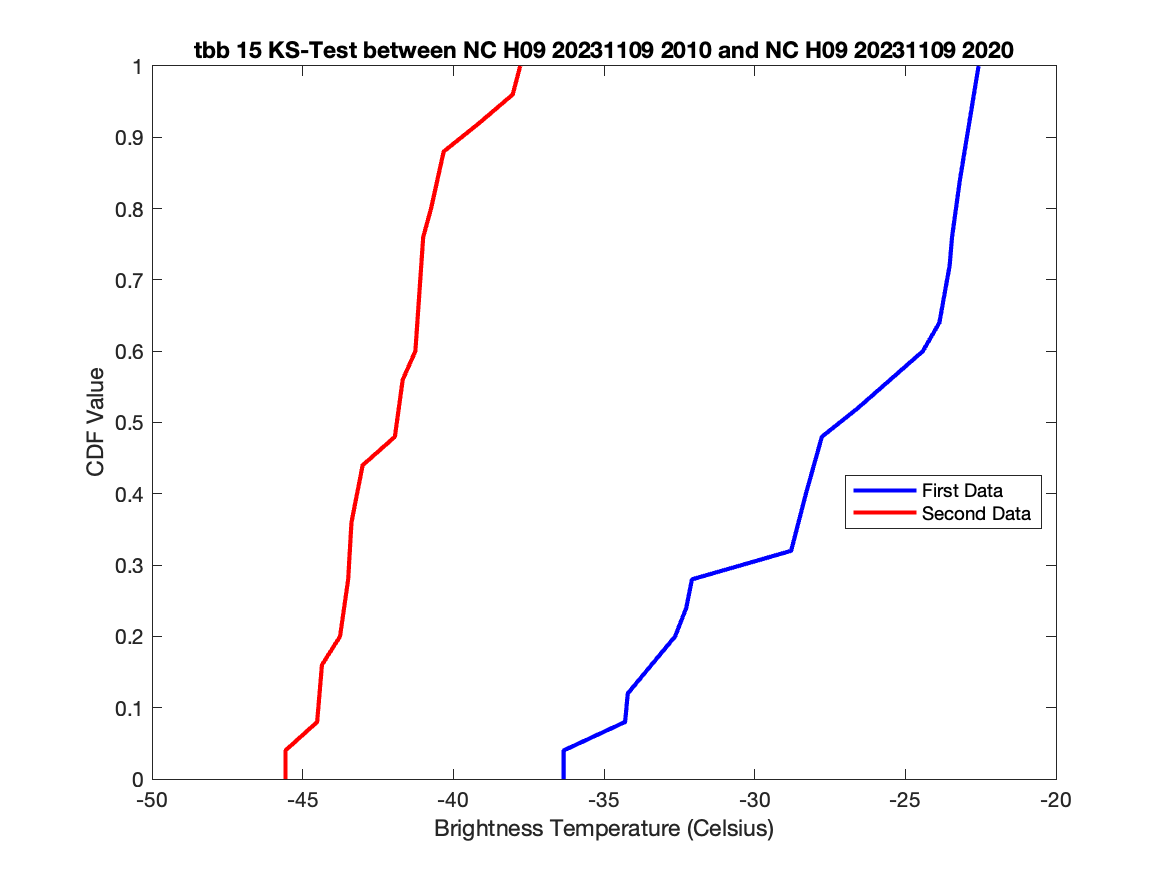 tbb 15 KS-Test between NC H09 20231109 2010 and NC H09 20231109 2020
1
0.9
0.8
0.7
0.6
0.5
0.4
0.3
0.2
0.1
0
CDF Value
First Data
Second Data
-50 -45 -40 -35 -30 -25 -20
Brightness Temperature (Celsius)